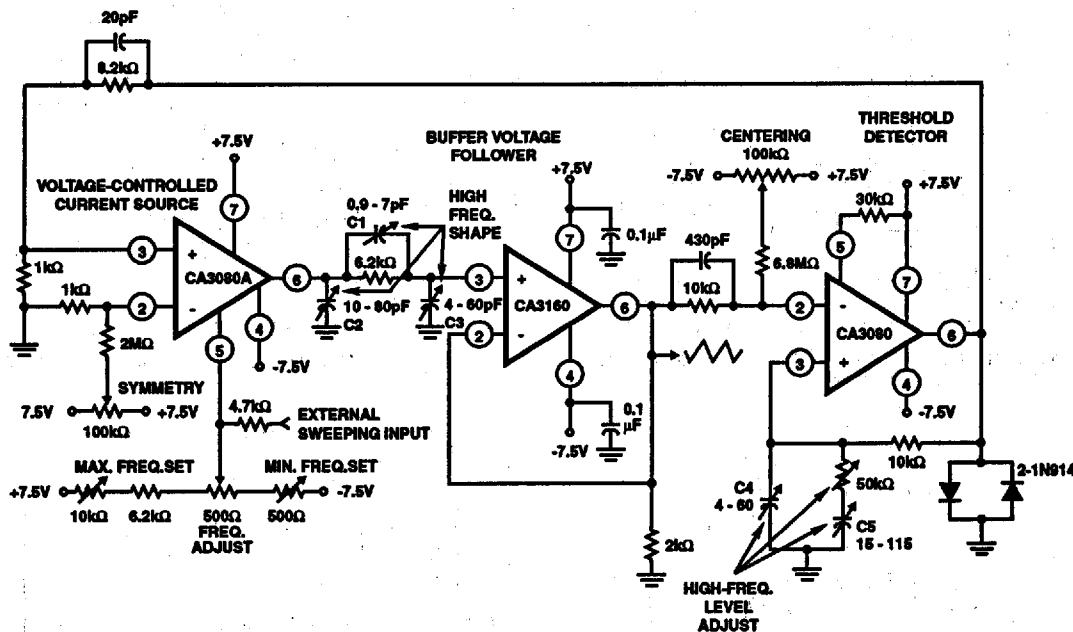 20pF
8.2kΩ
+7.5V
VOLTAGE-CONTROLLED
CURRENT SOURCE
7
3
+
CA3080A
6
1kΩ
1kΩ
2
-
4
-7.5V
5
2MΩ
SYMMETRY
7.5V
+7.5V
100kΩ
4.7kΩ
EXTERNAL
SWEEPING INPUT
MAX. FREQ.SET
MIN. FREQ.SET
+7.5V
-7.5V
10kΩ
6.2kΩ
500Ω
500Ω
FREQ.
ADJUST
0.9 - 7pF
C1
HIGH
FREQ.
SHAPE
6.2kΩ
10 - 80pF
C2
4 - 60pF
C3
BUFFER VOLTAGE
FOLLOWER
+7.5V
7
0.1µF
3
+
CA3160
6
2
-
4
0.1
µF
-7.5V
2kΩ
430pF
10kΩ
CENTERING
100kΩ
-7.5V
+7.5V
6.8MΩ
THRESHOLD
DETECTOR
+7.5V
30kΩ
5
7
2
-
CA3080
6
3
+
4
-7.5V
10kΩ
50kΩ
C4
4 - 60
C5
15 - 115
2-1N914
HIGH-FREQ.
LEVEL
ADJUST